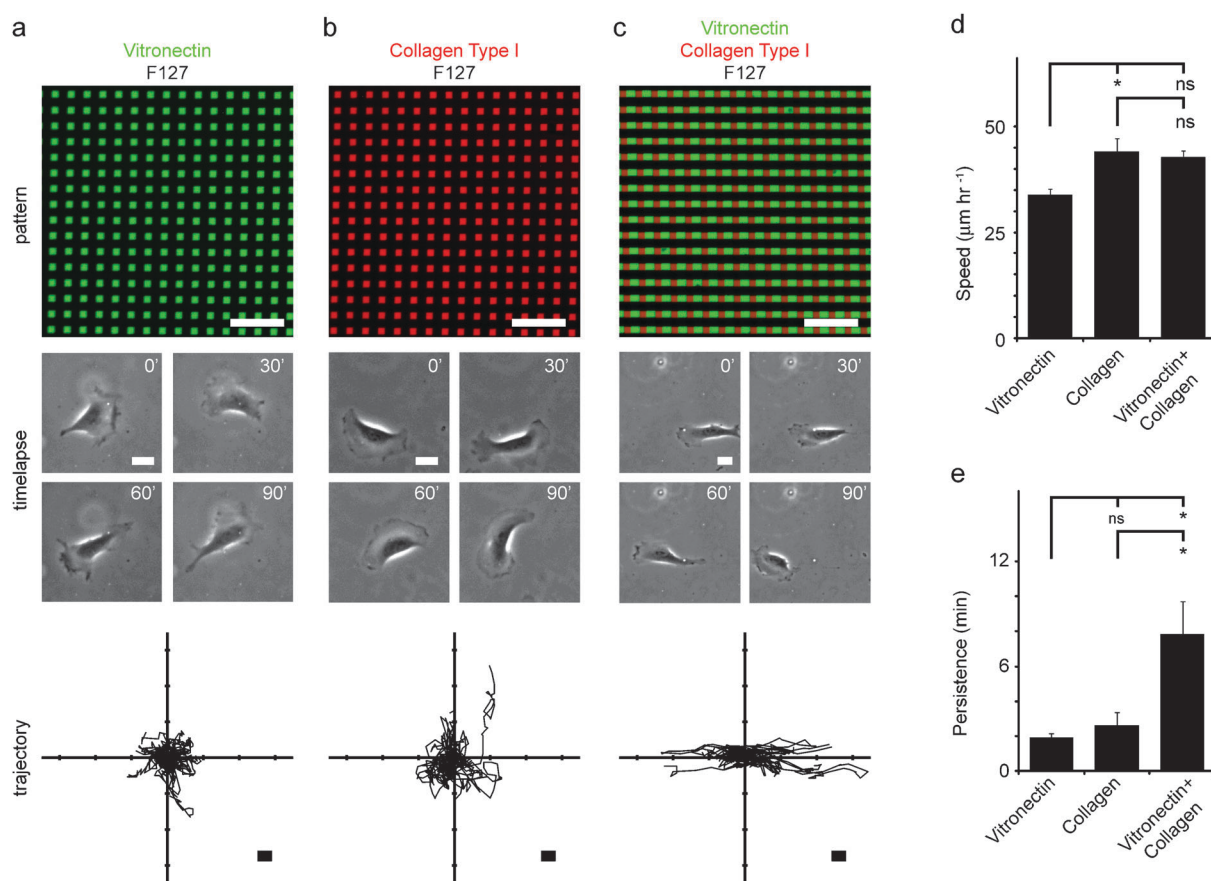 a
Vitronectin
F127
b
Collagen Type I
F127
c
Vitronectin
Collagen Type I
F127
pattern
timelapse
0'
30'
60'
90'
0'
30'
60'
90'
0'
30'
60'
90'
trajectory
d
*
ns
ns
50
25
0
Speed (μm hr -1)
Vitronectin
Collagen
Vitronectin+
Collagen
e
ns
*
*
12
6
0
Persistence (min)
Vitronectin
Collagen
Vitronectin+
Collagen